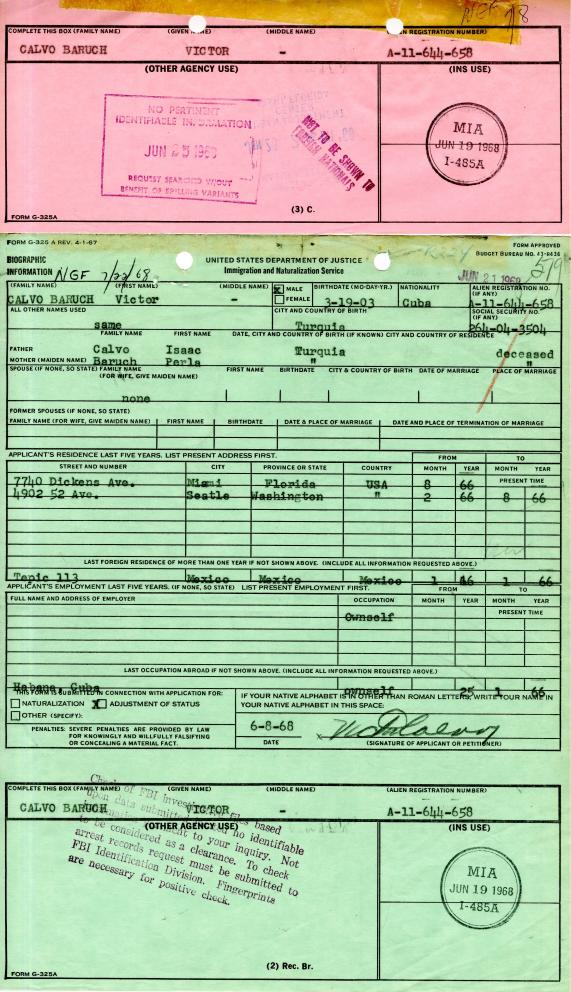 NGF 78
COMPLETE THIS BOX (FAMILY NAME) (GIVEN NAME) (MIDDLE NAME) ALIEN REGISTRATION NUMBER)
CALVO BARUCH VICTOR - A-11-644-658
(OTHER AGENCY USE) (INS USE)
NO PERTINENT
IDENTIFIABLE INFORMATION
JUN 25 1968
REQUEST SEARCHED W/OUT
BENEFIT OF SPELLING VARIANTS
NOT TO BE SHOWN TO
FOREIGN NATIONALS
MIA
JUN 19 1968
I-485A
(3) C.
FORM G-325A
FORM G-325 A REV. 4-1-67
FORM APPROVED
BUDGET BUREAU NO. 43-R436
BIOGRAPHIC
INFORMATION
NGF 7/22/68
UNITED STATES DEPARTMENT OF JUSTICE
Immigration and Naturalization Service
JUN 21 1968
(FAMILY NAME) (FIRST NAME) (MIDDLE NAME) X MALE FEMALE BIRTHDATE (MO-DAY-YR.) NATIONALITY ALIEN REGISTRATION NO. (IF ANY)
CALVO BARUCH Victor - 3-19-03 Cuba A-11-644-658
ALL OTHER NAMES USED CITY AND COUNTRY OF BIRTH SOCIAL SECURITY NO. (IF ANY)
same Turquia 264-04-3504
FAMILY NAME FIRST NAME DATE, CITY AND COUNTRY OF BIRTH (IF KNOWN) CITY AND COUNTRY OF RESIDENCE
FATHER Calvo Isaac Turquia deceased
MOTHER (MAIDEN NAME) Baruch Perla " "
SPOUSE (IF NONE, SO STATE) FAMILY NAME (FOR WIFE, GIVE MAIDEN NAME) FIRST NAME BIRTHDATE CITY & COUNTRY OF BIRTH DATE OF MARRIAGE PLACE OF MARRIAGE
none
FORMER SPOUSES (IF NONE, SO STATE)
FAMILY NAME (FOR WIFE, GIVE MAIDEN NAME) FIRST NAME BIRTHDATE DATE & PLACE OF MARRIAGE DATE AND PLACE OF TERMINATION OF MARRIAGE
APPLICANT'S RESIDENCE LAST FIVE YEARS. LIST PRESENT ADDRESS FIRST. FROM TO
STREET AND NUMBER CITY PROVINCE OR STATE COUNTRY MONTH YEAR MONTH YEAR
7740 Dickens Ave. Miami Florida USA 8 66 PRESENT TIME
4902 52 Ave. Seatle Washington " 2 66 8 66
LAST FOREIGN RESIDENCE OF MORE THAN ONE YEAR IF NOT SHOWN ABOVE. (INCLUDE ALL INFORMATION REQUESTED ABOVE.)
Tepic 113 Mexico Mexico Mexico 1 66
APPLICANT'S EMPLOYMENT LAST FIVE YEARS. (IF NONE, SO STATE) LIST PRESENT EMPLOYMENT FIRST. FROM TO
FULL NAME AND ADDRESS OF EMPLOYER OCCUPATION MONTH YEAR MONTH YEAR
Ownself PRESENT TIME
LAST OCCUPATION ABROAD IF NOT SHOWN ABOVE. (INCLUDE ALL INFORMATION REQUESTED ABOVE.)
Habana, Cuba ownself 25 1 66
THIS FORM IS SUBMITTED IN CONNECTION WITH APPLICATION FOR:
NATURALIZATION X ADJUSTMENT OF STATUS
OTHER (SPECIFY):
IF YOUR NATIVE ALPHABET IS IN OTHER THAN ROMAN LETTERS, WRITE YOUR NAME IN
YOUR NATIVE ALPHABET IN THIS SPACE:
PENALTIES: SEVERE PENALTIES ARE PROVIDED BY LAW
FOR KNOWINGLY AND WILLFULLY FALSIFYING
OR CONCEALING A MATERIAL FACT.
6-8-68
DATE (SIGNATURE OF APPLICANT OR PETITIONER)
COMPLETE THIS BOX (FAMILY NAME) (GIVEN NAME) (MIDDLE NAME) (ALIEN REGISTRATION NUMBER)
CALVO BARUCH VICTOR - A-11-644-658
(OTHER AGENCY USE) (INS USE)
Check of FBI investigative files based
upon data submitted no identifiable
to your inquiry. Not
to be considered as a clearance. To check
arrest records request must be submitted to
FBI Identification Division. Fingerprints
are necessary for positive check.
MIA
JUN 19 1968
I-485A
(2) Rec. Br.
FORM G-325A